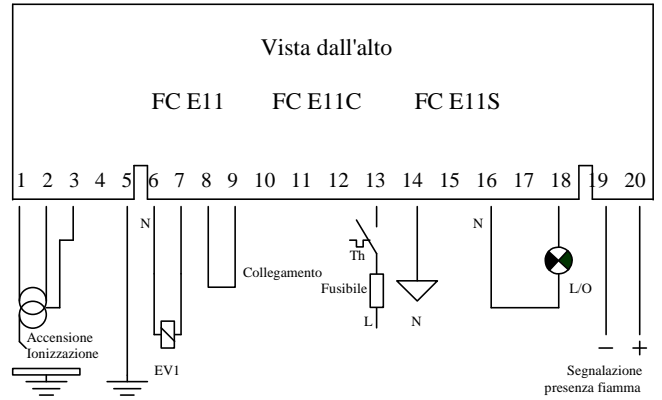 Vista dall'alto
FC E11 FC E11C FC E11S
1 2 3 4 5 6 7 8 9 10 11 12 13 14 15 16 17 18 19 20
N N
Th
Collegamento
Fusibile L/O
L N
Accensione
Ionizzazione
EV1
− +
Segnalazione
presenza fiamma